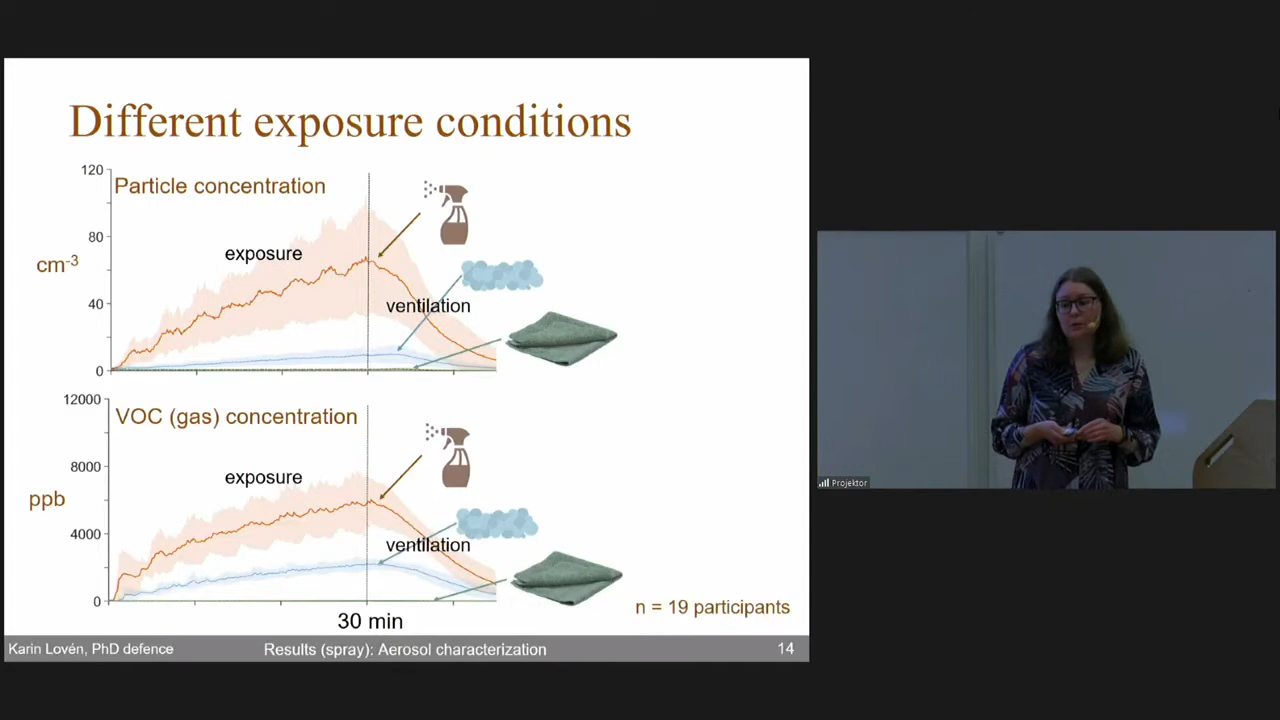 Different exposure conditions
120
Particle concentration
80
exposure
cm-3
ventilation
40
0
12000
VOC (gas) concentration
8000
exposure
ppb
ventilation
4000
0
n = 19 participants
30 min
Karin Lovén, PhD defence
Results (spray): Aerosol characterization
14
Projektor